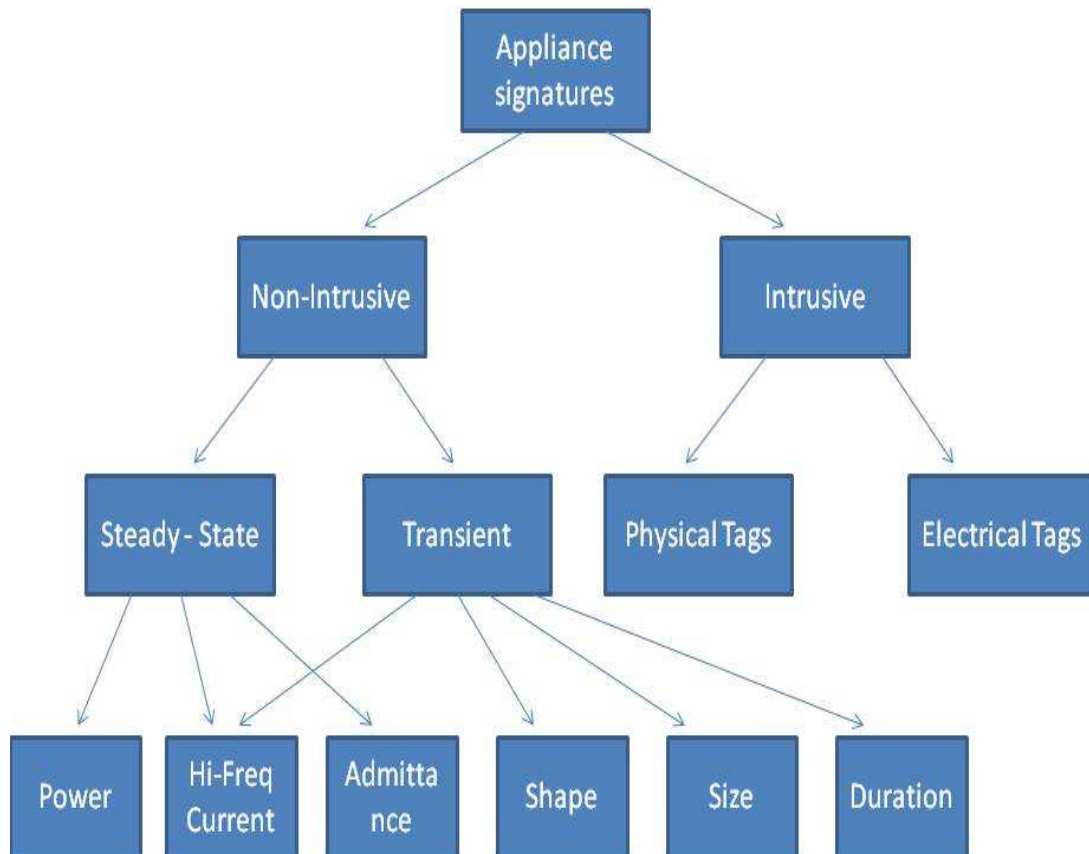 Appliance
signatures
Non-Intrusive
Intrusive
Steady - State
Transient
Physical Tags
Electrical Tags
Power
Hi-Freq
Current
Admitta
nce
Shape
Size
Duration